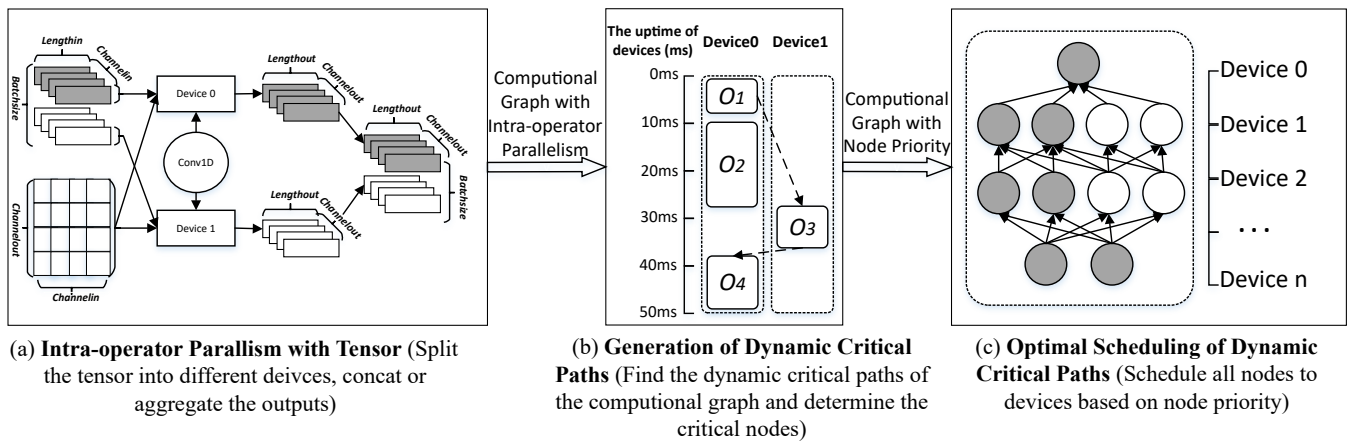 Lengthin
Channelin
Batchsize
Channelout
Channelin
Device 0
Conv1D
Device 1
Lengthout
Channelout
Lengthout
Channelout
Lengthout
Channelout
Batchsize
Computional
Graph with
Intra-operator
Parallelism
The uptime of
devices (ms)
Device0
Device1
0ms
10ms
20ms
30ms
40ms
50ms
O1
O2
O3
O4
Computional
Graph with
Node Priority
Device 0
Device 1
Device 2
...
Device n
(a) Intra-operator Parallism with Tensor (Split
the tensor into different deivces, concat or
aggregate the outputs)
(b) Generation of Dynamic Critical
Paths (Find the dynamic critical paths of
the computional graph and determine the
critical nodes)
(c) Optimal Scheduling of Dynamic
Critical Paths (Schedule all nodes to
devices based on node priority)